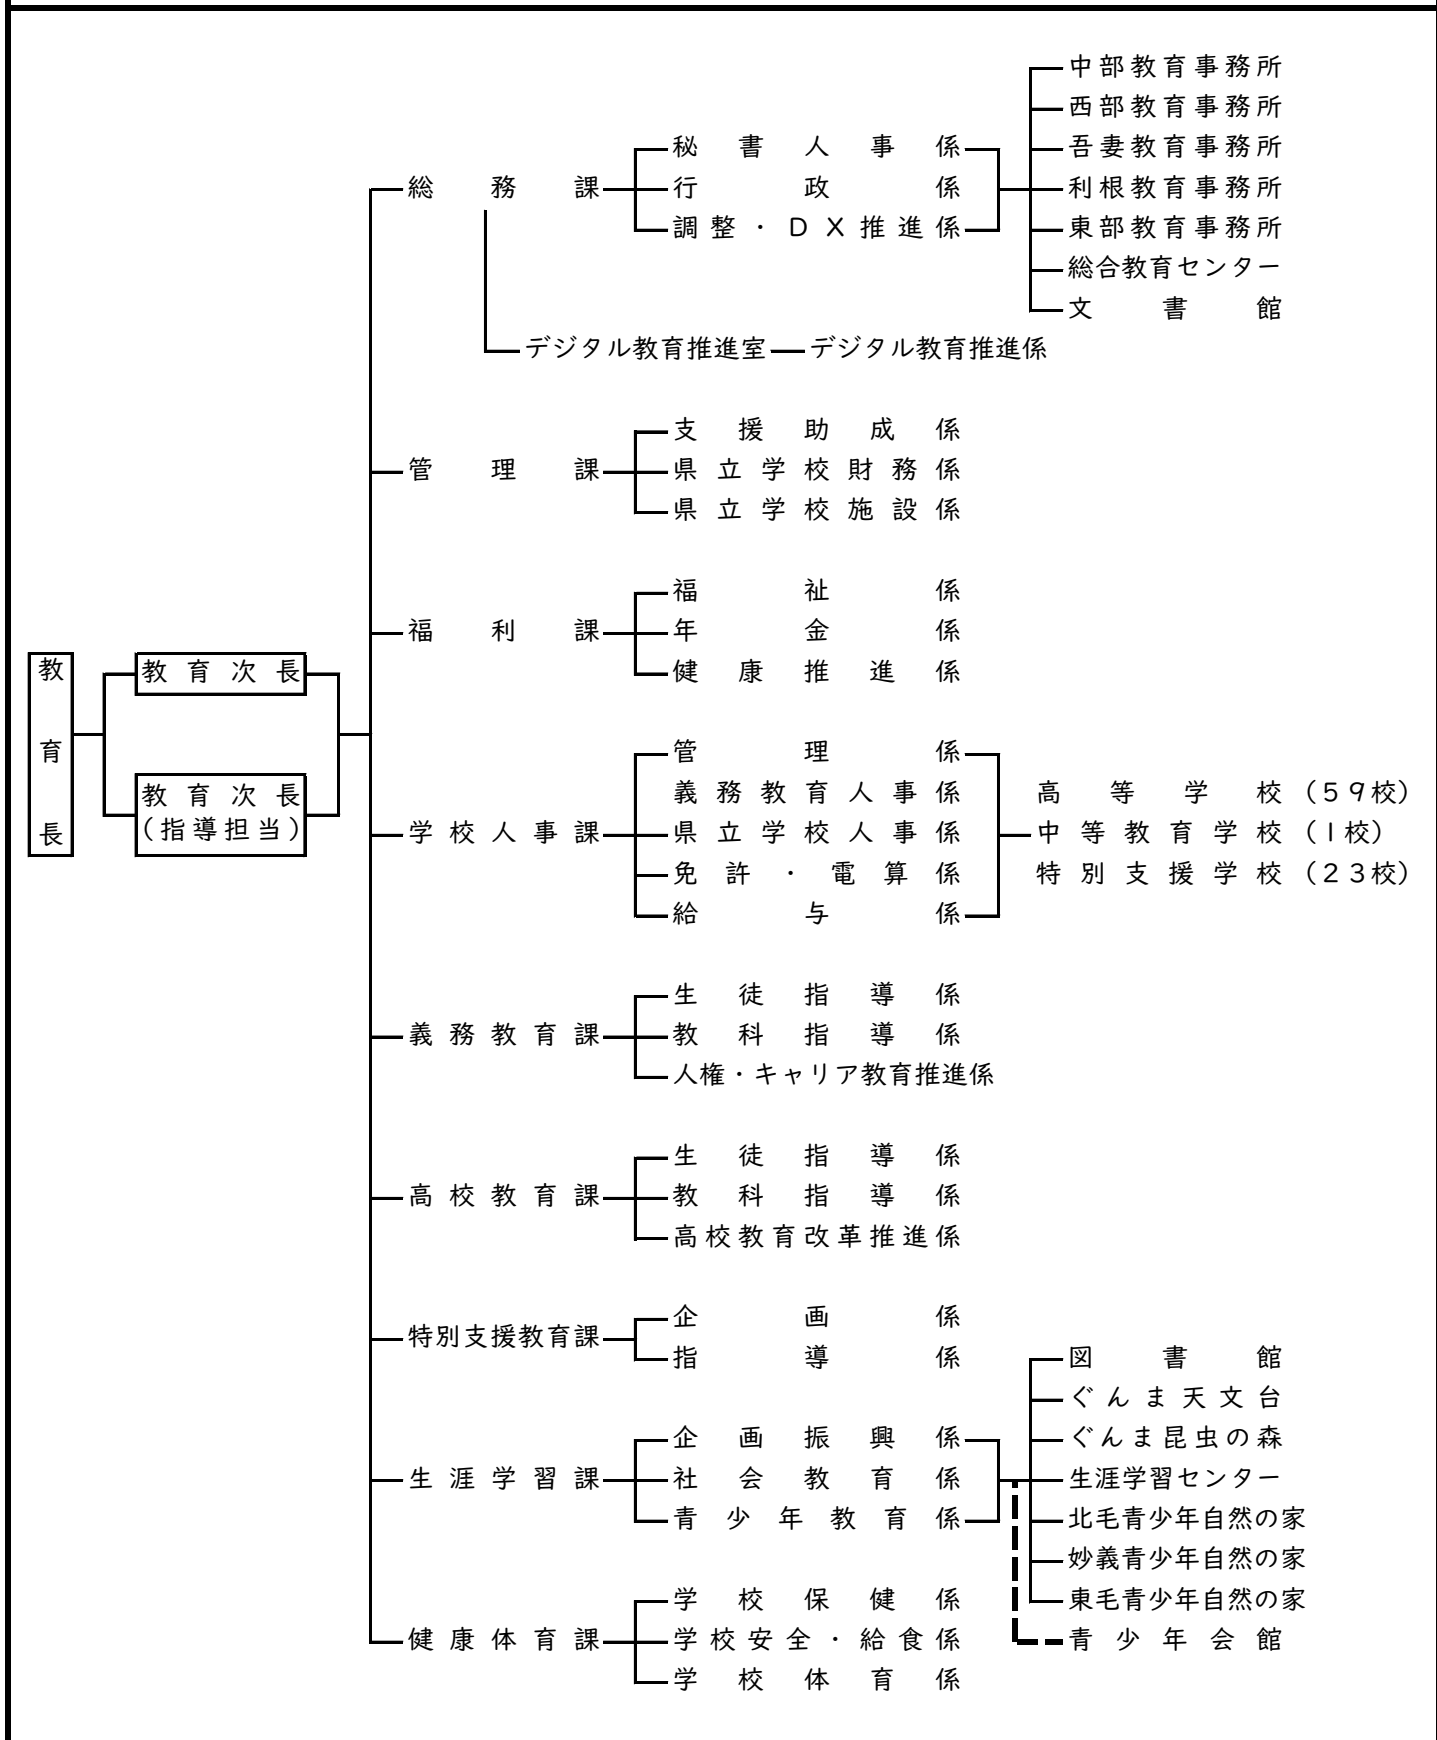 中部教育事務所
西部教育事務所
秘書人事係
吾妻教育事務所
総務課
行政係
利根教育事務所
調整・DX推進係
東部教育事務所
総合教育センター
文書館
デジタル教育推進室
デジタル教育推進係
支援助成係
管理課
県立学校財務係
県立学校施設係
福祉係
福利課
年金係
健康推進係
教育長
教育次長
教育次長
(指導担当)
管理係
義務教育人事係
高等学校(59校)
学校人事課
県立学校人事係
中等教育学校(1校)
免許・電算係
特別支援学校(23校)
給与係
生徒指導係
義務教育課
教科指導係
人権・キャリア教育推進係
生徒指導係
高校教育課
教科指導係
高校教育改革推進係
企画係
特別支援教育課
指導係
図書館
ぐんま天文台
企画振興係
ぐんま昆虫の森
生涯学習課
社会教育係
生涯学習センター
青少年教育係
北毛青少年自然の家
妙義青少年自然の家
学校保健係
東毛青少年自然の家
健康体育課
学校安全・給食係
青少年会館
学校体育係